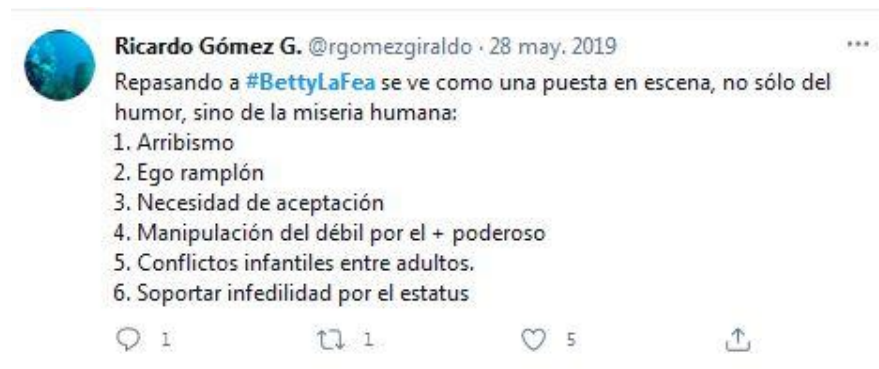 Ricardo Gómez G. @rgomezgiraldo · 28 may. 2019
Repasando a #BettyLaFea se ve como una puesta en escena, no sólo del
humor, sino de la miseria humana:
1. Arribismo
2. Ego ramplón
3. Necesidad de aceptación
4. Manipulación del débil por el + poderoso
5. Conflictos infantiles entre adultos.
6. Soportar infedilidad por el estatus
1 1 5